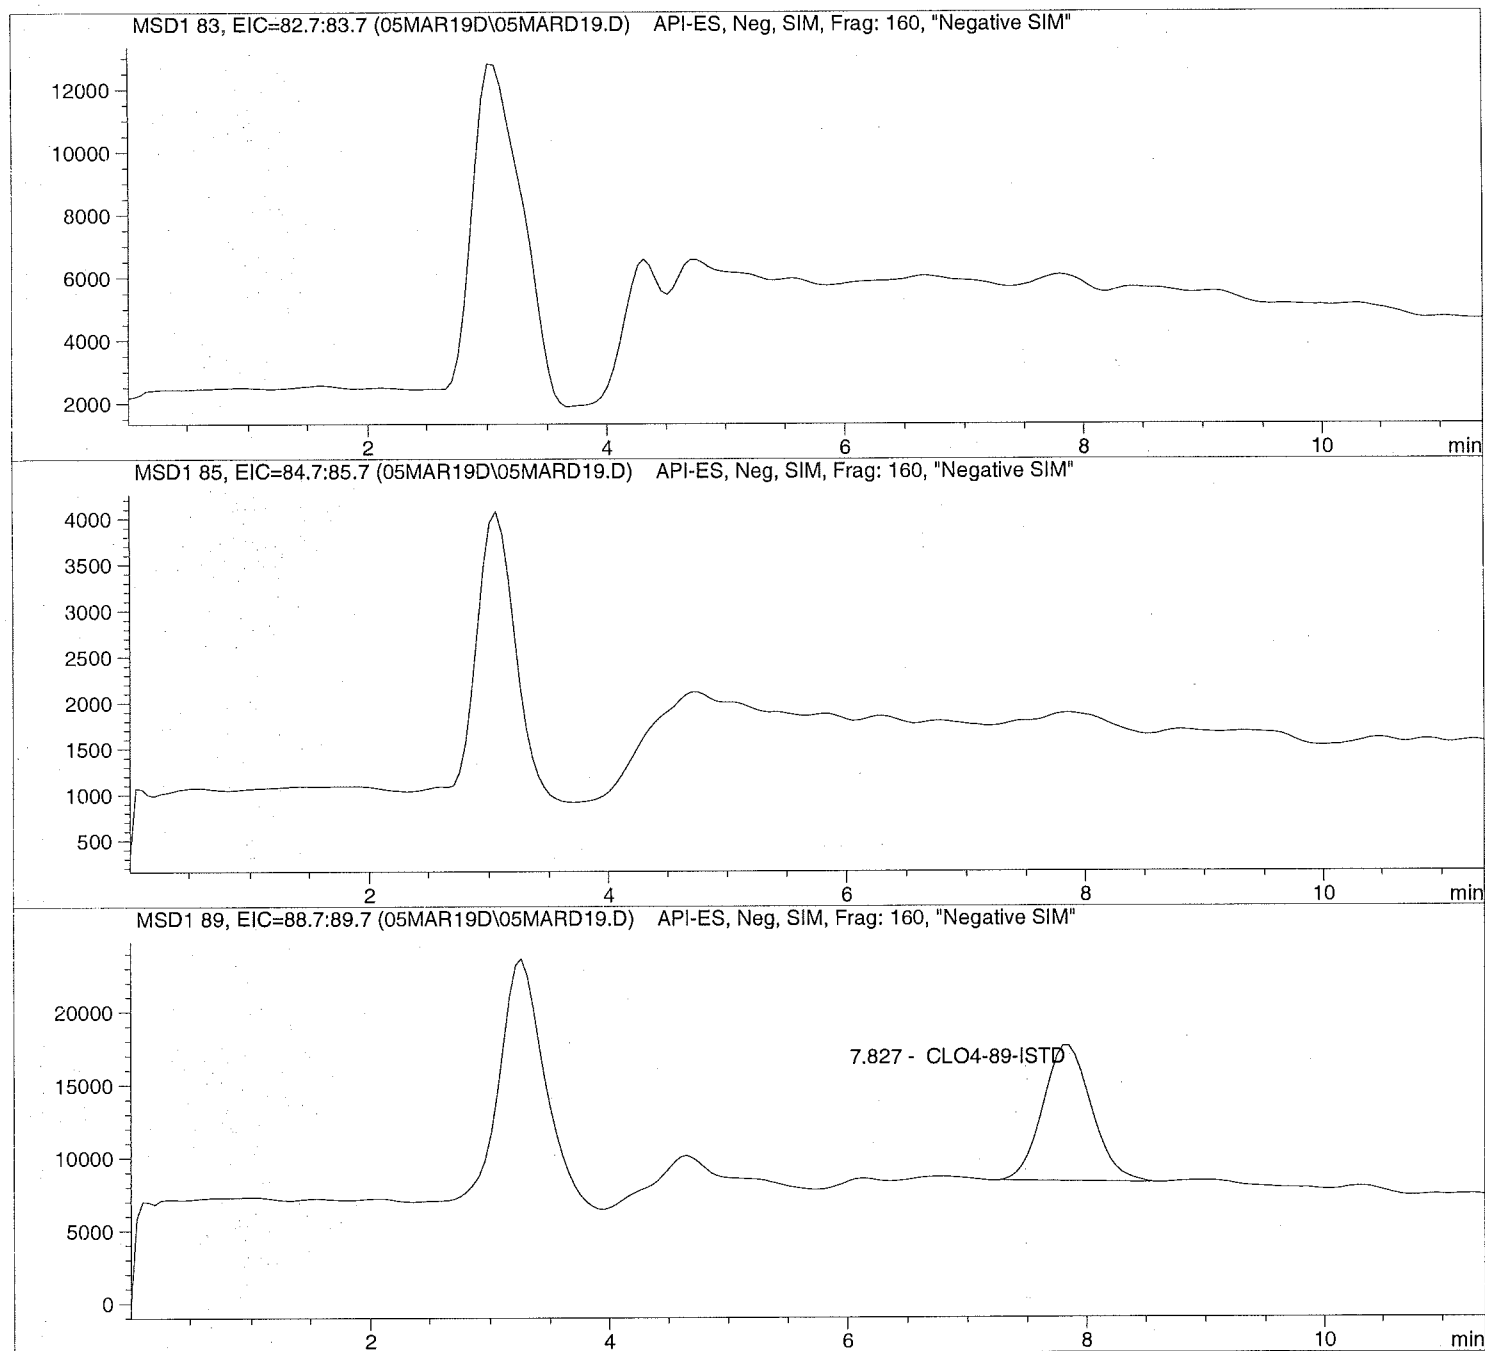 MSD1 83, EIC=82.7:83.7 (05MAR19D\05MARD19.D) API-ES, Neg, SIM, Frag: 160, "Negative SIM"
12000
10000
8000
6000
4000
2000
2 4 6 8 10 min
MSD1 85, EIC=84.7:85.7 (05MAR19D\05MARD19.D) API-ES, Neg, SIM, Frag: 160, "Negative SIM"
4000
3500
3000
2500
2000
1500
1000
500
2 4 6 8 10 min
MSD1 89, EIC=88.7:89.7 (05MAR19D\05MARD19.D) API-ES, Neg, SIM, Frag: 160, "Negative SIM"
20000
7.827 - CLO4-89-ISTD
15000
10000
5000
0
2 4 6 8 10 min